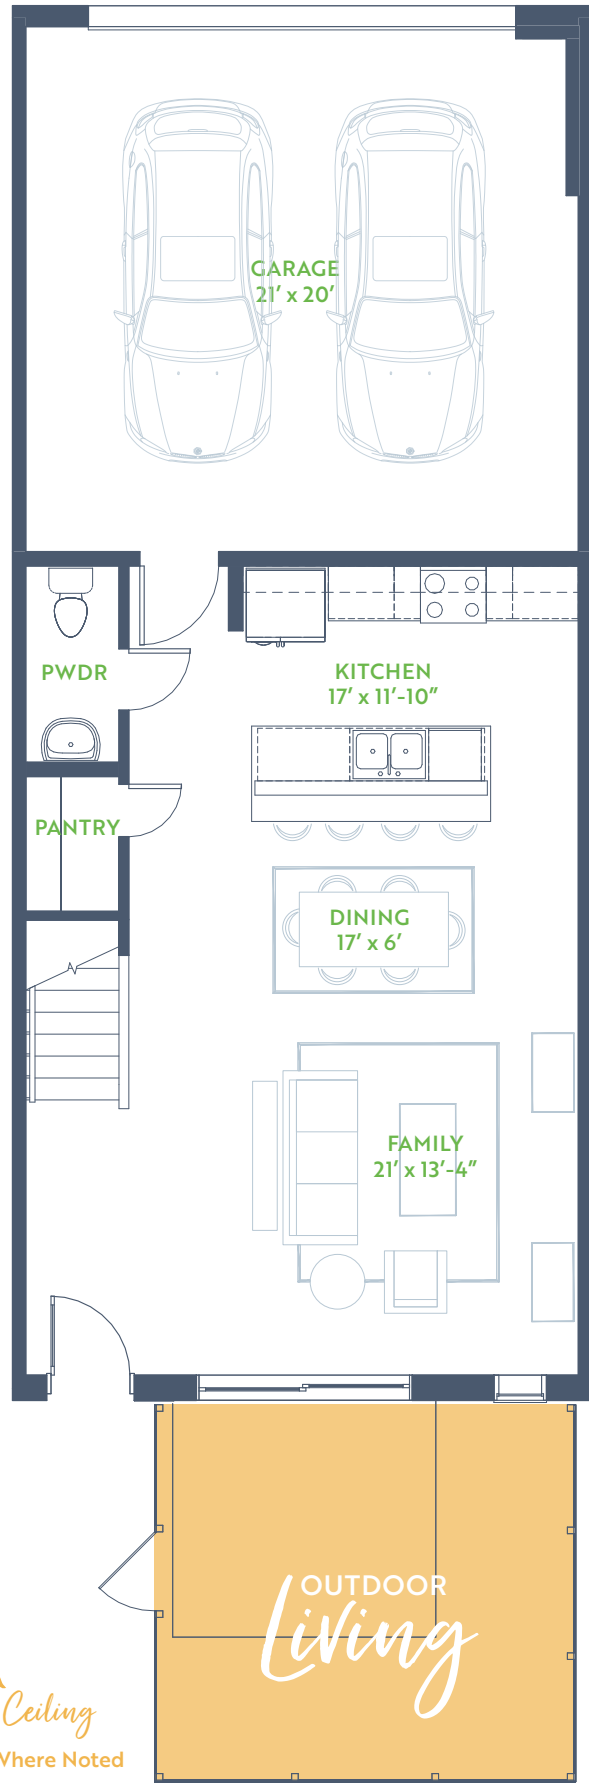 GARAGE
21’ x 20’
PWDR
KITCHEN
17’ x 11’-10”
PANTRY
DINING
17’ x 6’
FAMILY
21’ x 13’-4”
OUTDOOR
Living
Ceiling
Where Noted